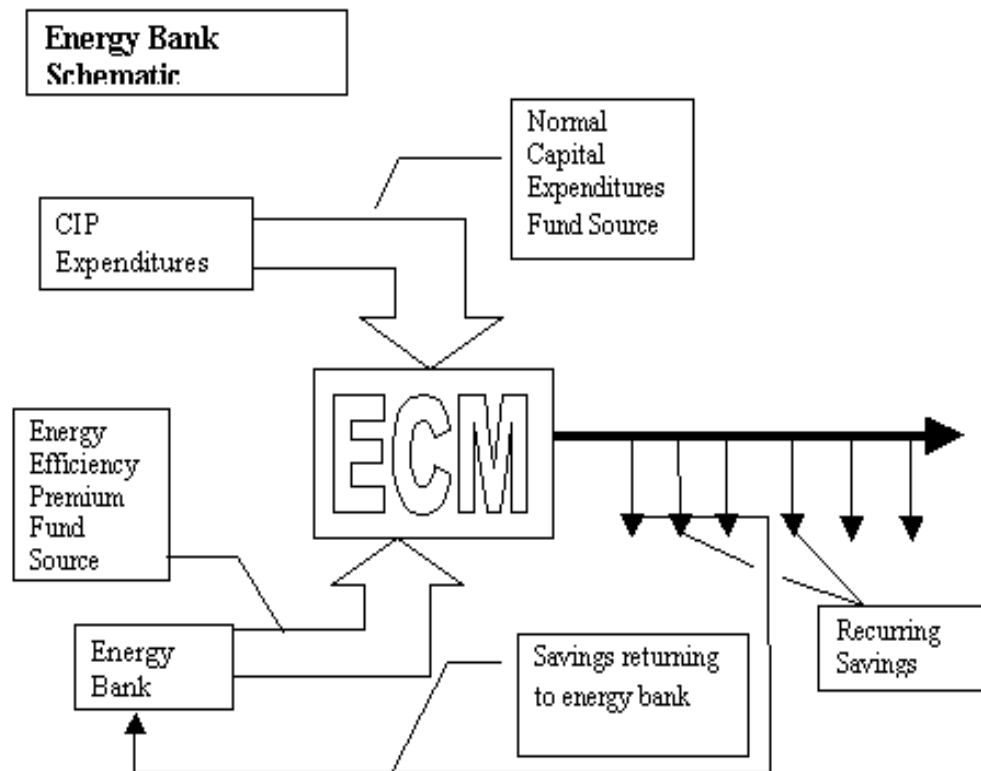 Energy Bank
Schematic
Normal
Capital
Expenditures
Fund Source
CIP
Expenditures
ECM
Energy
Efficiency
Premium
Fund
Source
Energy
Bank
Savings returning
to energy bank
Recurring
Savings